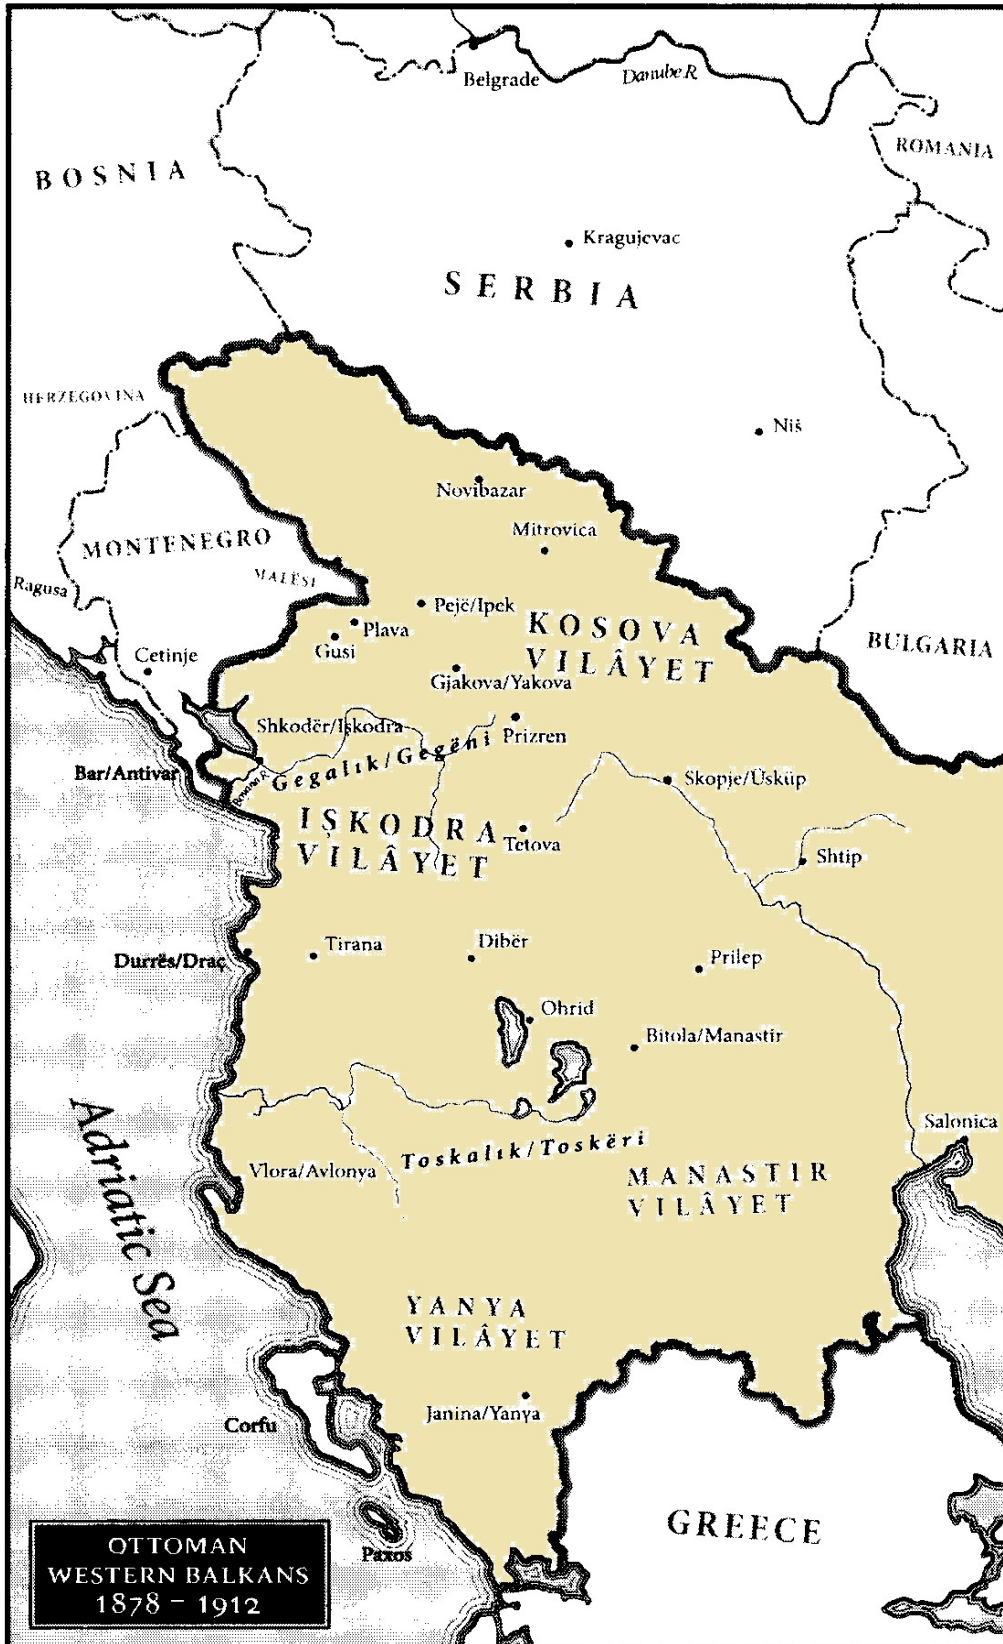 Belgrade
Danube R.
ROMANIA
BOSNIA
Kragujevac
SERBIA
HERZEGOVINA
Niš
Novibazar
Mitrovica
MONTENEGRO
MALËSI
Ragusa
Pejë/Ipek
Plava
KOSOVA
VILÂYET
Gusi
BULGARIA
Cetinje
Gjakova/Yakova
Shkodër/Işkodra
Prizren
Gegalık/Gegëni
Bar/Antivar
Bowana R.
Skopje/Üsküp
IŞKODRA
VILÂYET
Tetova
Shtip
Tirana
Dibër
Durrës/Draç
Prilep
Ohrid
Bitola/Manastir
Adriatic Sea
Salonica
Toskalık/Toskëri
Vlora/Avlonya
MANASTIR
VILÂYET
YANYA
VILÂYET
Janina/Yanya
Corfu
GREECE
Paxos
OTTOMAN
WESTERN BALKANS
1878 – 1912